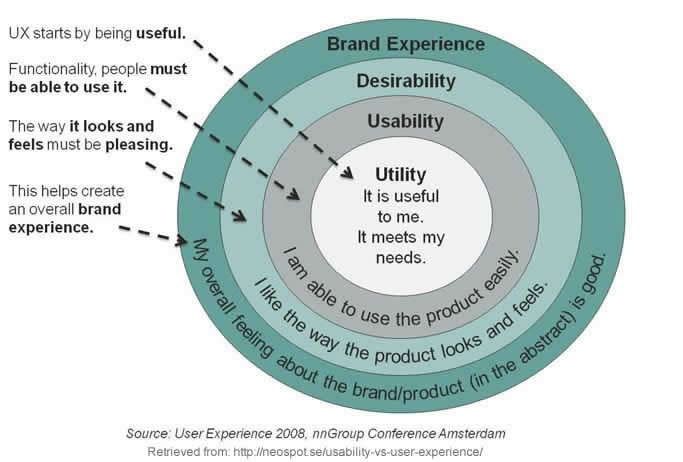 UX starts by being useful.
Functionality, people must
be able to use it.
The way it looks and
feels must be pleasing.
This helps create
an overall brand
experience.
Brand Experience
Desirability
Usability
Utility
It is useful
to me.
It meets my
needs.
I am able to use the product easily.
I like the way the product looks and feels.
My overall feeling about the brand/product (in the abstract) is good.
Source: User Experience 2008, nnGroup Conference Amsterdam
Retrieved from: http://neospot.se/usability-vs-user-experience/